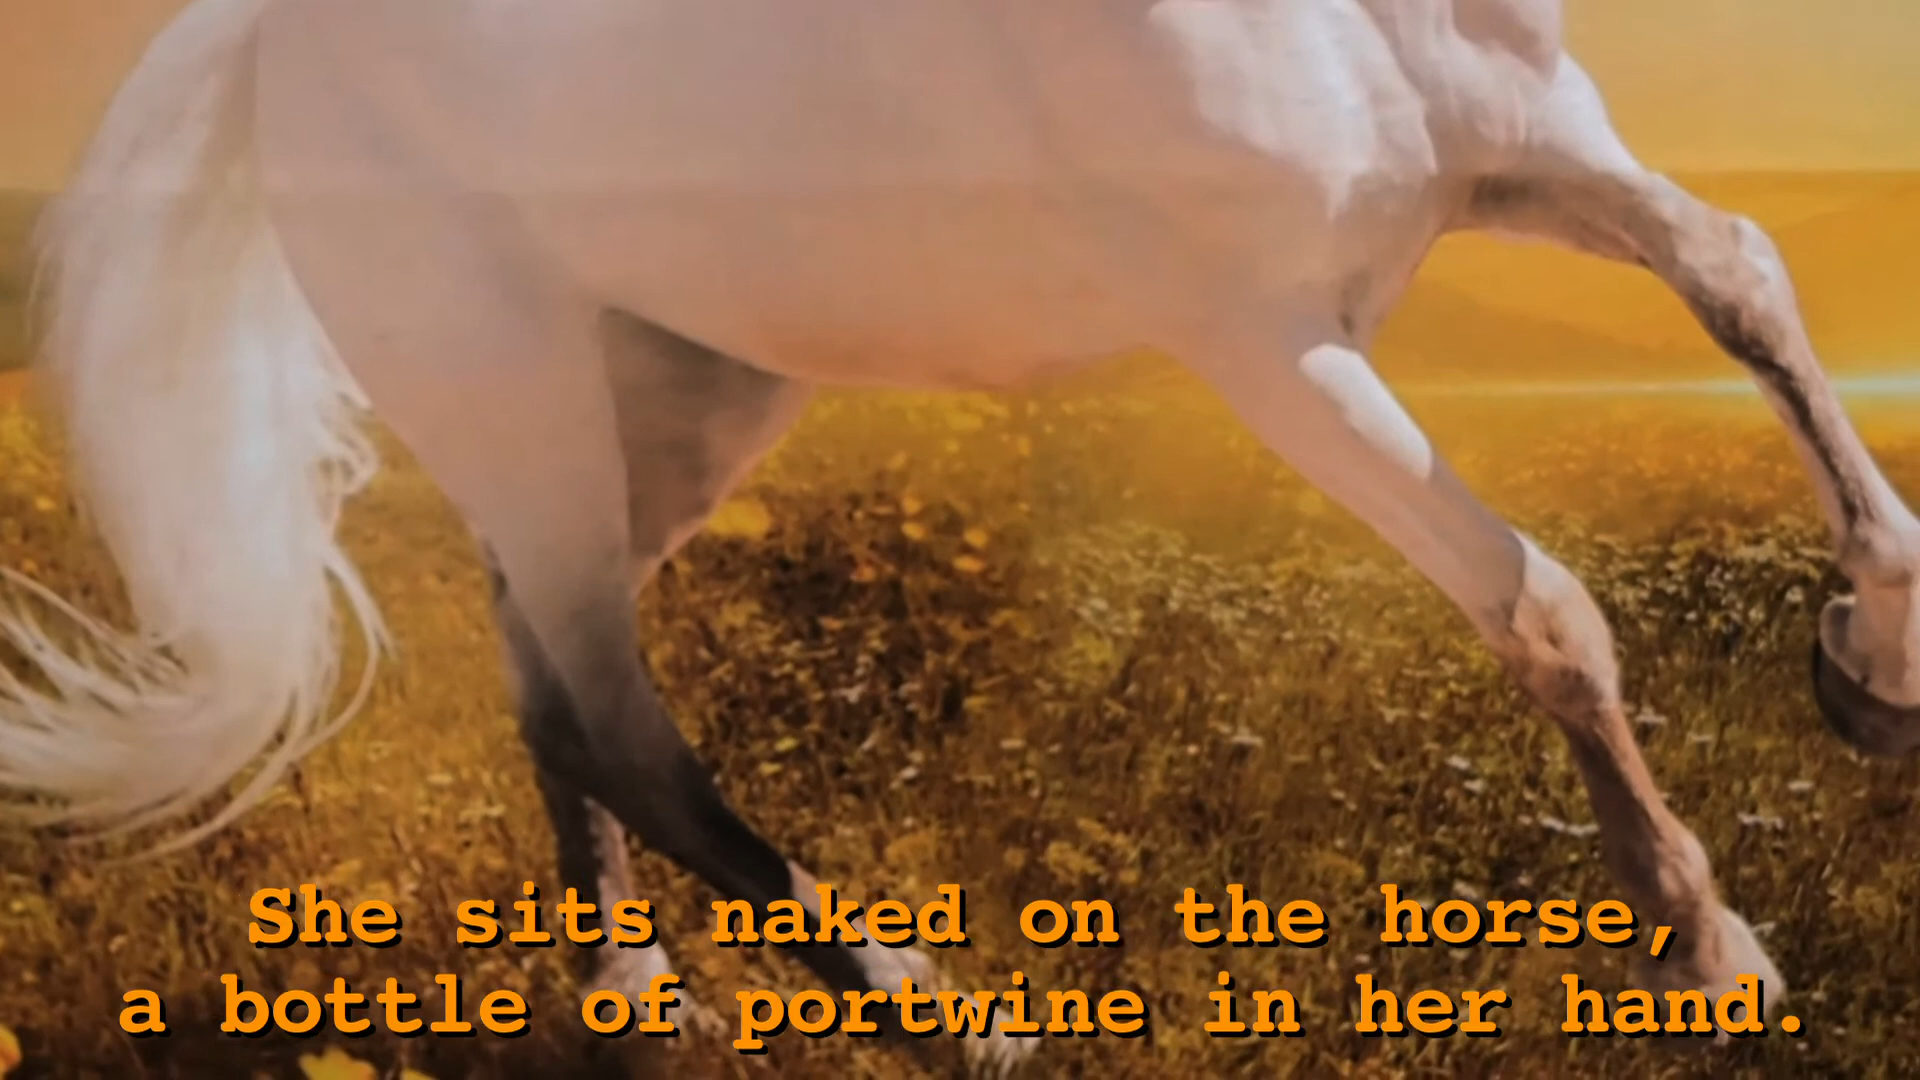 She sits naked on the horse,
a bottle of portwine in her hand.